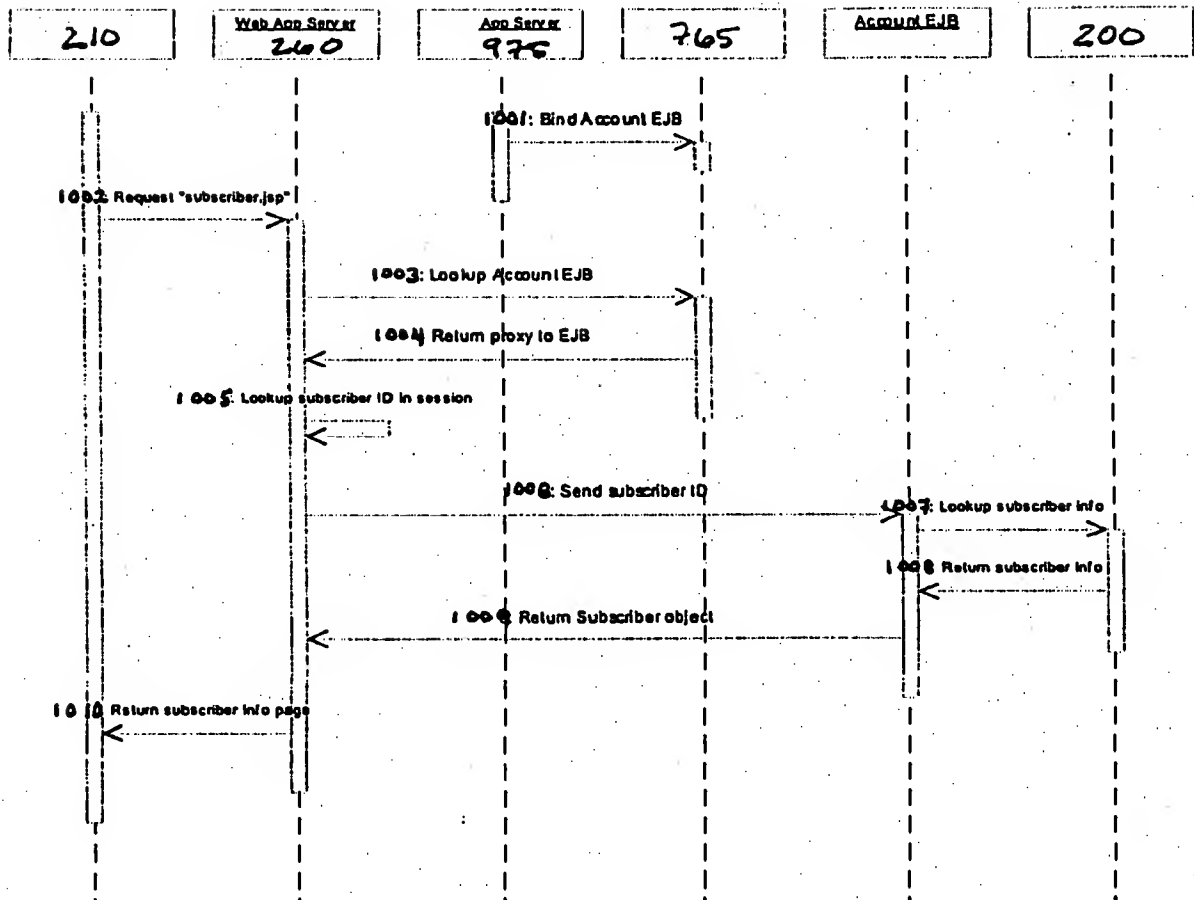 210
Web App Server
260
App Server
975
765
Account EJB
200
1001: Bind Account EJB
1002: Request "subscriber.jsp"
1003: Lookup Account EJB
1004 Return proxy to EJB
1005: Lookup subscriber ID in session
Send subscriber ID
1007: Lookup subscriber info
1008 Return subscriber info
1009 Return Subscriber object
1010 Return subscriber info page